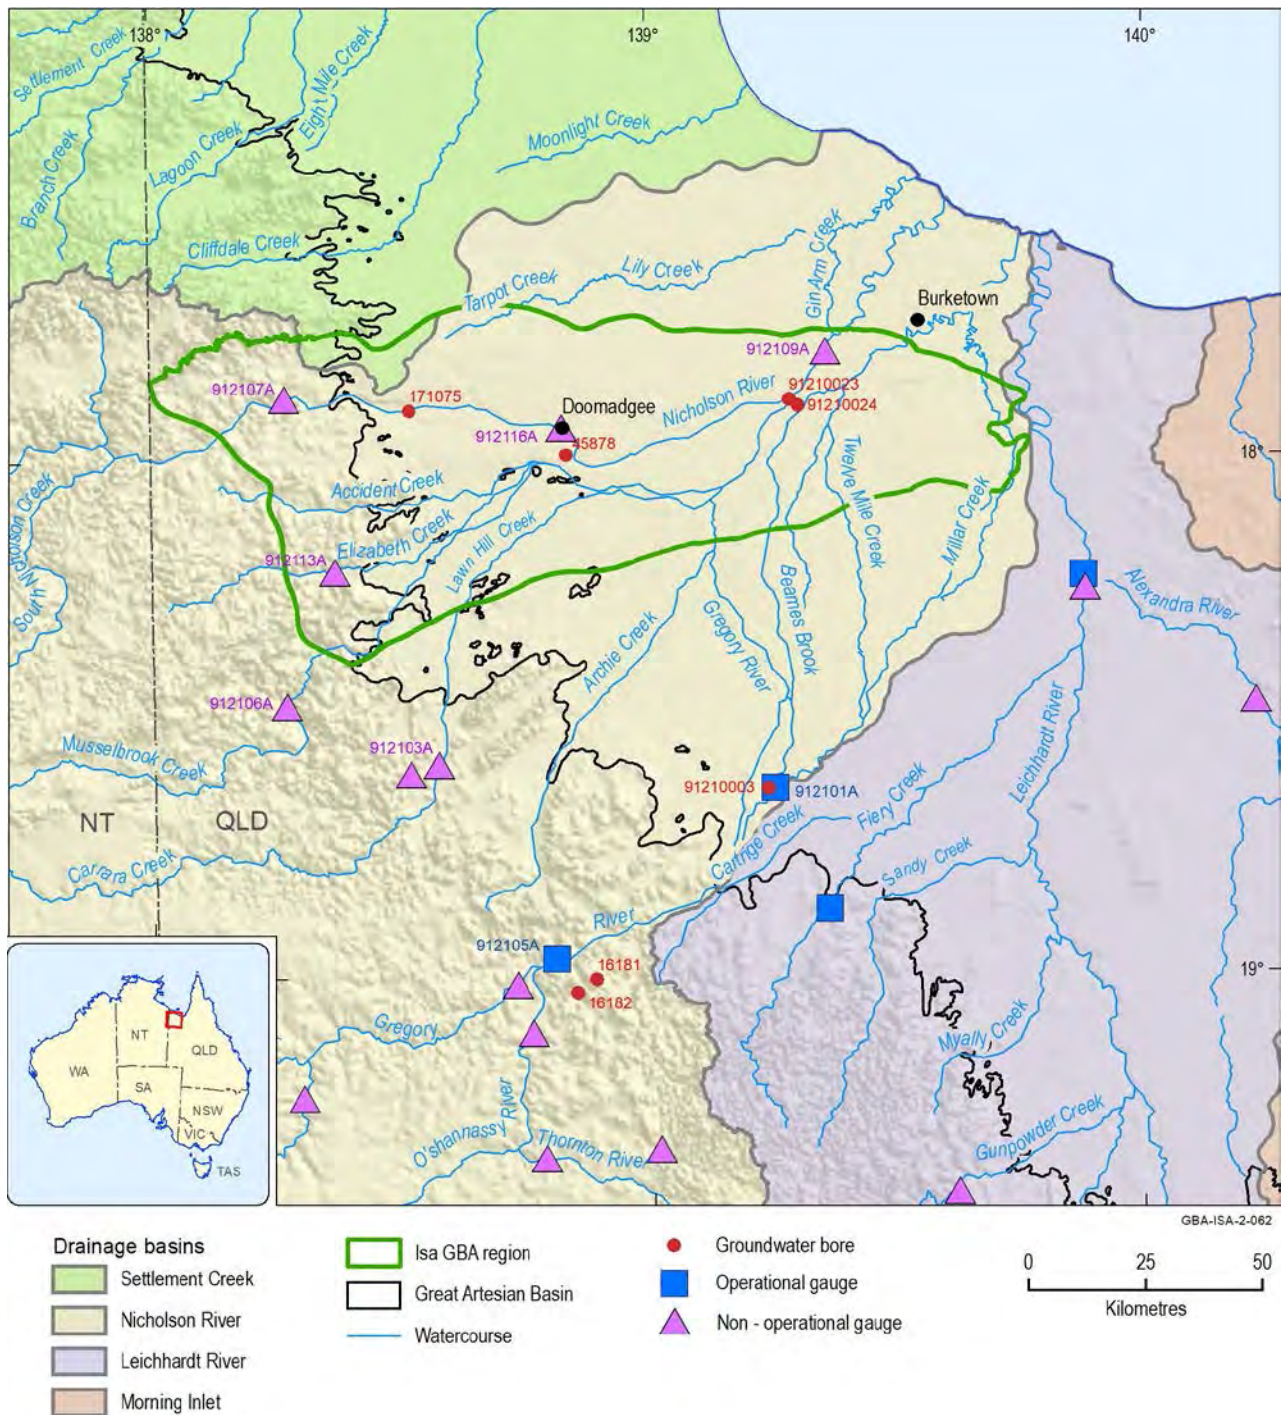 138°
139°
140°
Settlement Creek
Eight Mile Creek
Lagoon Creek
Branch Creek
Moonlight Creek
Cliffdale Creek
Gin Arm Creek
Lily Creek
Tarpot Creek
Burketown
912109A
912107A
171075
Nicholson River
91210023
91210024
Doomadgee
912116A
45878
18°
Accident Creek
Twelve Mile Creek
South Nicholson Creek
Elizabeth Creek
Lawn Hill Creek
Millar Creek
912113A
Beames Brook
Alexandra River
Archie Creek
Gregory River
912106A
Musselbrook Creek
912103A
Leichhardt River
91210003
912101A
Fiery Creek
NT
QLD
Cartrige Creek
Carrara Creek
Sandy Creek
River
912105A
16181
19°
16182
Gregory
Myally Creek
O'shannassy River
Thornton River
Gunpowder Creek
NT
QLD
WA
SA
NSW
VIC
TAS
GBA-ISA-2-062
Drainage basins
Settlement Creek
Nicholson River
Leichhardt River
Morning Inlet
Isa GBA region
Great Artesian Basin
Watercourse
Groundwater bore
Operational gauge
Non - operational gauge
0 25 50
Kilometres